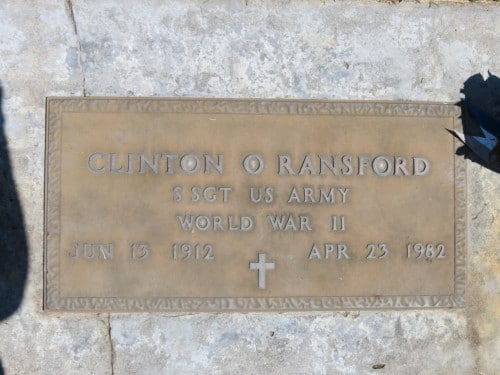 CLINTON O RANSFORD
S SGT US ARMY
WORLD WAR II
JUN 13 1912 APR 23 1982